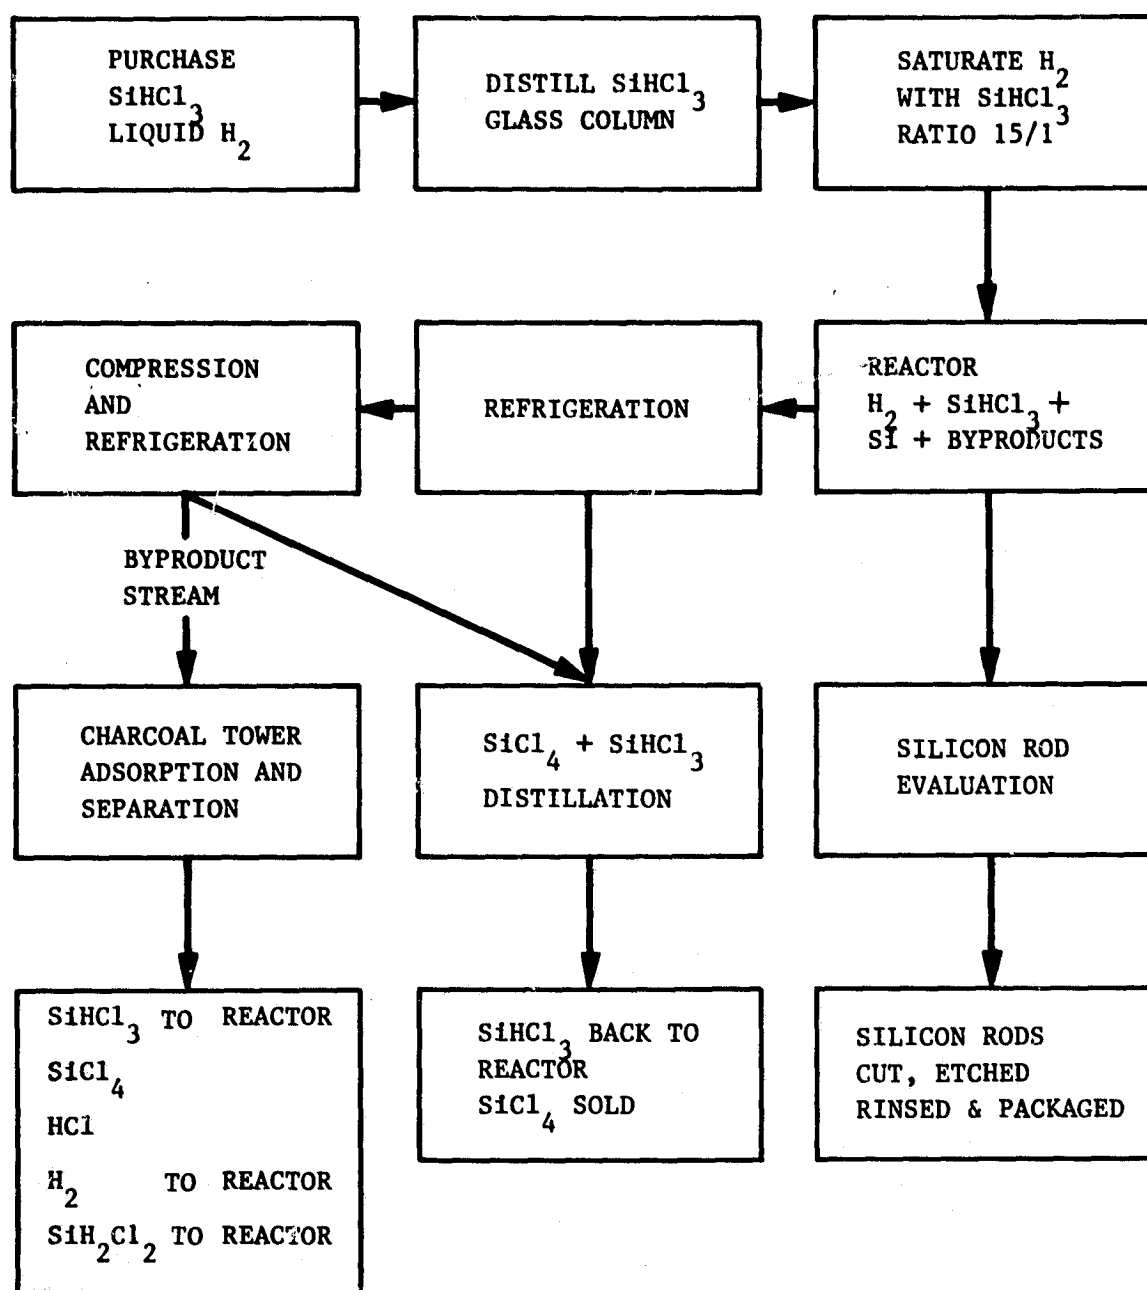 PURCHASE
SiHCl3
LIQUID H2
DISTILL SiHCl3
GLASS COLUMN
SATURATE H2
WITH SiHCl3
RATIO 15/1
COMPRESSION
AND
REFRIGERATION
REFRIGERATION
REACTOR
H2 + SiHCl3 +
Si + BYPRODUCTS
BYPRODUCT
STREAM
CHARCOAL TOWER
ADSORPTION AND
SEPARATION
SiCl4 + SiHCl3
DISTILLATION
SILICON ROD
EVALUATION
SiHCl3 TO REACTOR
SiCl4
HCl
H2 TO REACTOR
SiH2Cl2 TO REACTOR
SiHCl3 BACK TO
REACTOR
SiCl4 SOLD
SILICON RODS
CUT, ETCHED
RINSED & PACKAGED